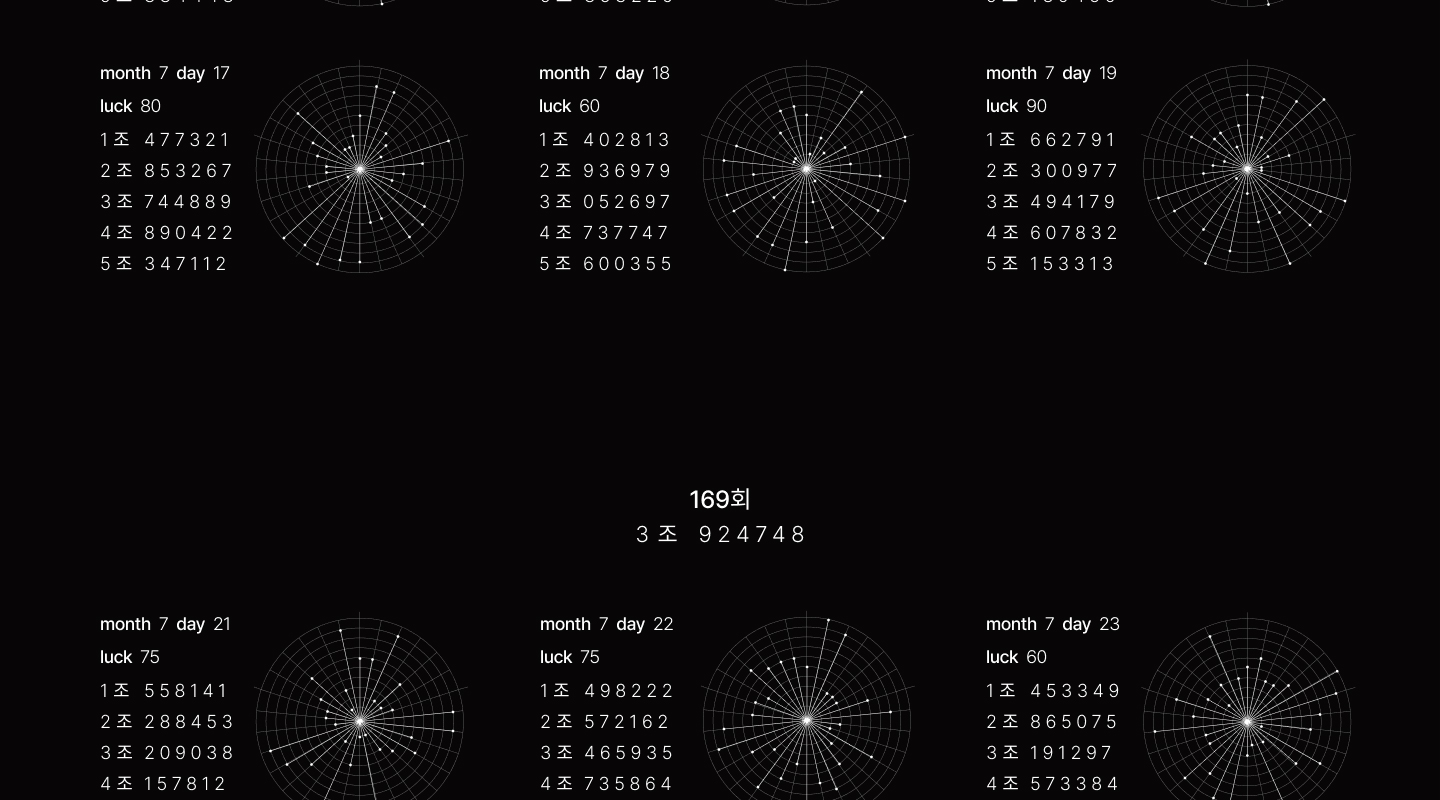 month 7 day 17
luck 80
1조 477321
2조 853267
3조 744889
4조 890422
5조 347112
month 7 day 18
luck 60
1조 402813
2조 936979
3조 052697
4조 737747
5조 600355
month 7 day 19
luck 90
1조 662791
2조 300977
3조 494179
4조 607832
5조 153313
169회
3 조 924748
month 7 day 21
luck 75
1조 558141
2조 288453
3조 209038
4조 157812
month 7 day 22
luck 75
1조 498222
2조 572162
3조 465935
4조 735864
month 7 day 23
luck 60
1조 453349
2조 865075
3조 191297
4조 573384